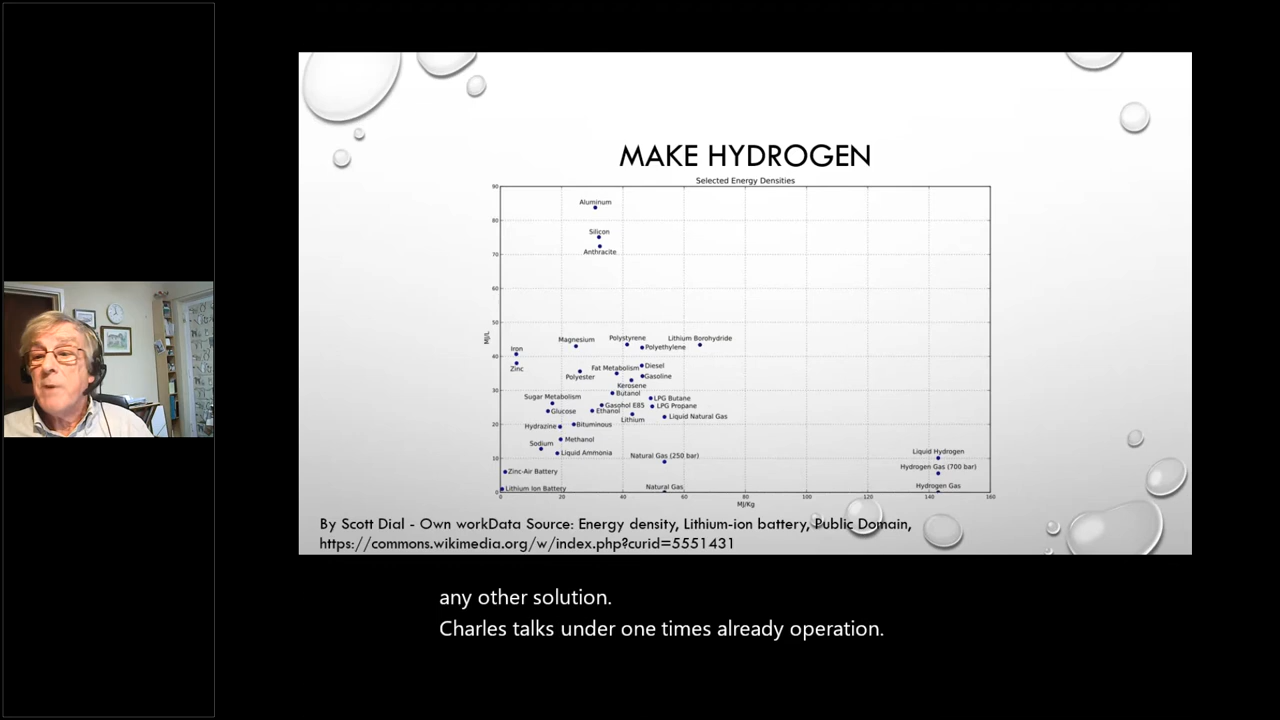 MAKE HYDROGEN
Selected Energy Densities
MJ/L
90
80
70
60
50
40
30
20
10
0
Aluminum
Silicon
Anthracite
Iron
Zinc
Magnesium
Polystyrene
Lithium Borohydride
Polyethylene
Polyester
Fat Metabolism
Diesel
Gasoline
Kerosene
Butanol
Sugar Metabolism
Glucose
Gasohol E85
Ethanol
LPG Butane
LPG Propane
Lithium
Liquid Natural Gas
Hydrazine
Bituminous
Sodium
Methanol
Liquid Ammonia
Natural Gas (250 bar)
Liquid Hydrogen
Hydrogen Gas (700 bar)
Zinc-Air Battery
Lithium Ion Battery
Natural Gas
Hydrogen Gas
0 20 40 60 80 100 120 140 160
MJ/Kg
By Scott Dial - Own workData Source: Energy density, Lithium-ion battery, Public Domain,
https://commons.wikimedia.org/w/index.php?curid=5551431
any other solution.
Charles talks under one times already operation.